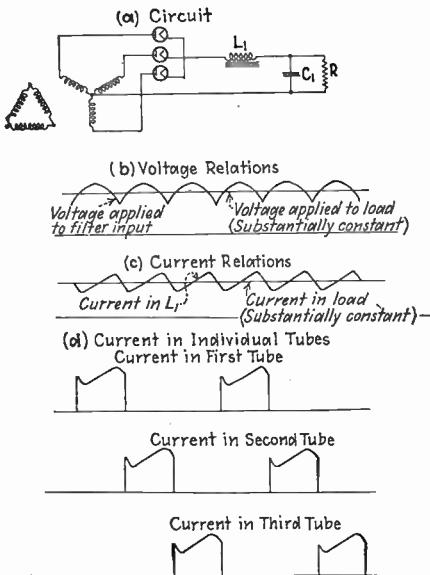 (a) Circuit
L1
C1
R
(b) Voltage Relations
Voltage applied
to filter input
Voltage applied to load
(Substantially constant)
(c) Current Relations
Current in L1
Current in load
(Substantially constant)
(d) Current in Individual Tubes
Current in First Tube
Current in Second Tube
Current in Third Tube